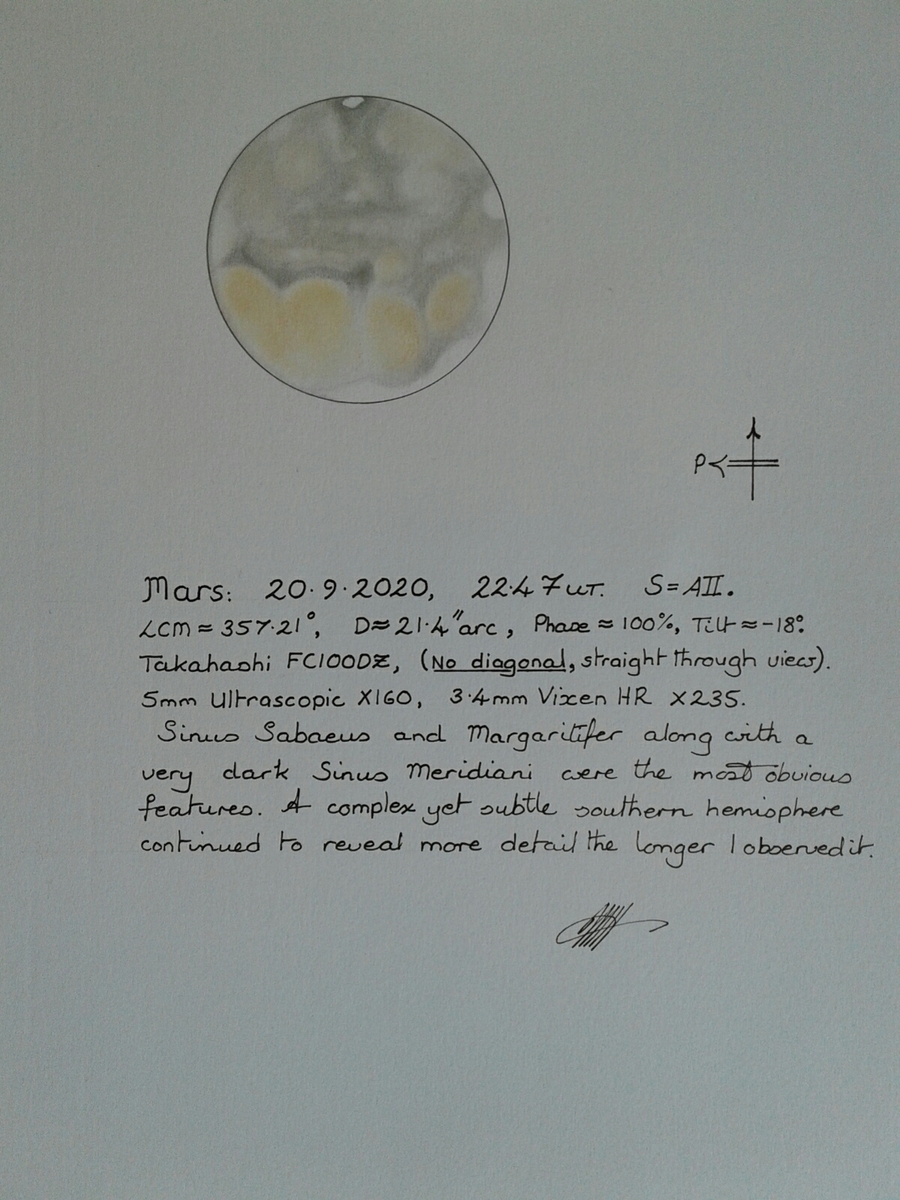 P
Mars: 20.9.2020, 22.47 UT. S=AII.
LCM ≈ 357.21°, D≈21.4"arc, Phase ≈ 100%, Tilt ≈ -18°.
Takahashi FC100DZ, (No diagonal, straight through view).
5mm Ultrascopic X160, 3.4mm Vixen HR X235.
Sinus Sabaeus and Margaritifer along with a
very dark Sinus Meridiani were the most obvious
features. A complex yet subtle southern hemisphere
continued to reveal more detail the longer I observed it.